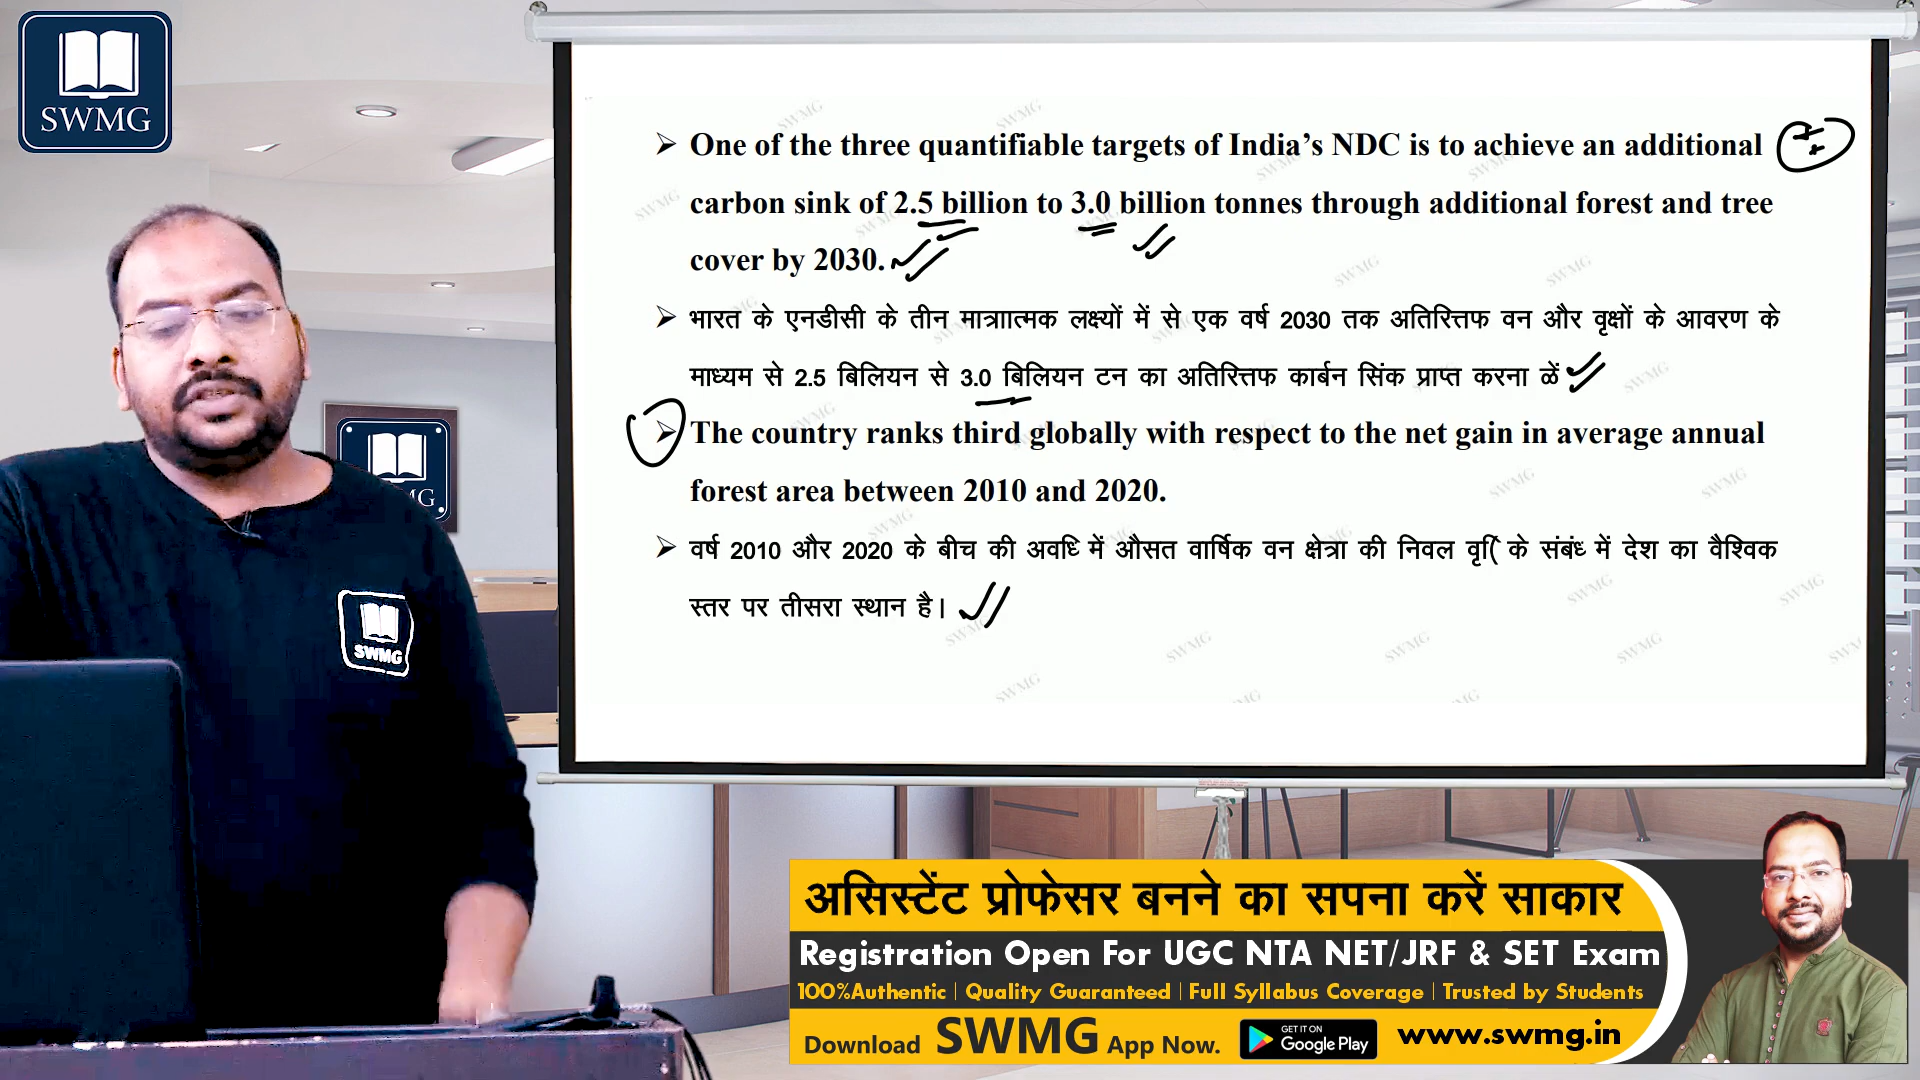 SWMG
One of the three quantifiable targets of India's NDC is to achieve an additional
carbon sink of 2.5 billion to 3.0 billion tonnes through additional forest and tree
cover by 2030.
भारत के एनडीसी के तीन मात्राात्मक लक्ष्यों में से एक वर्ष 2030 तक अतिरित्तफ वन और वृक्षों के आवरण के
माध्यम से 2.5 बिलियन से 3.0 बिलियन टन का अतिरित्तफ कार्बन सिंक प्राप्त करना ळें
The country ranks third globally with respect to the net gain in average annual
forest area between 2010 and 2020.
वर्ष 2010 और 2020 के बीच की अवधि में औसत वार्षिक वन क्षेत्रा की निवल के संबंध में देश का वैश्विक
स्तर पर तीसरा स्थान है।
SWMG
असिस्टेंट प्रोफेसर बनने का सपना करें साकार
Registration Open For UGC NTA NET/JRF & SET Exam
100%Authentic | Quality Guaranteed | Full Syllabus Coverage | Trusted by Students
Download SWMG App Now.
GET IT ON
Google Play
www.swmg.in